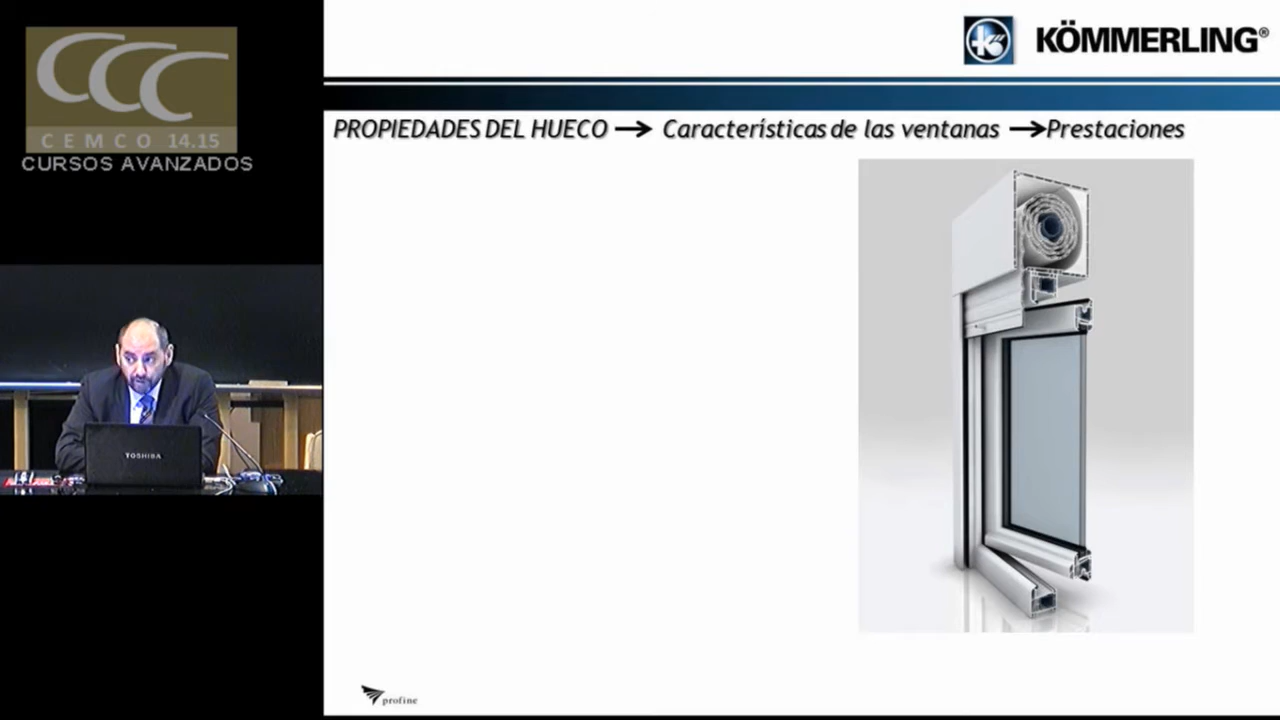 CCC
CEMCO 14.15
CURSOS AVANZADOS
TOSHIBA
KÖMMERLING®
PROPIEDADES DEL HUECO → Características de las ventanas → Prestaciones
profine